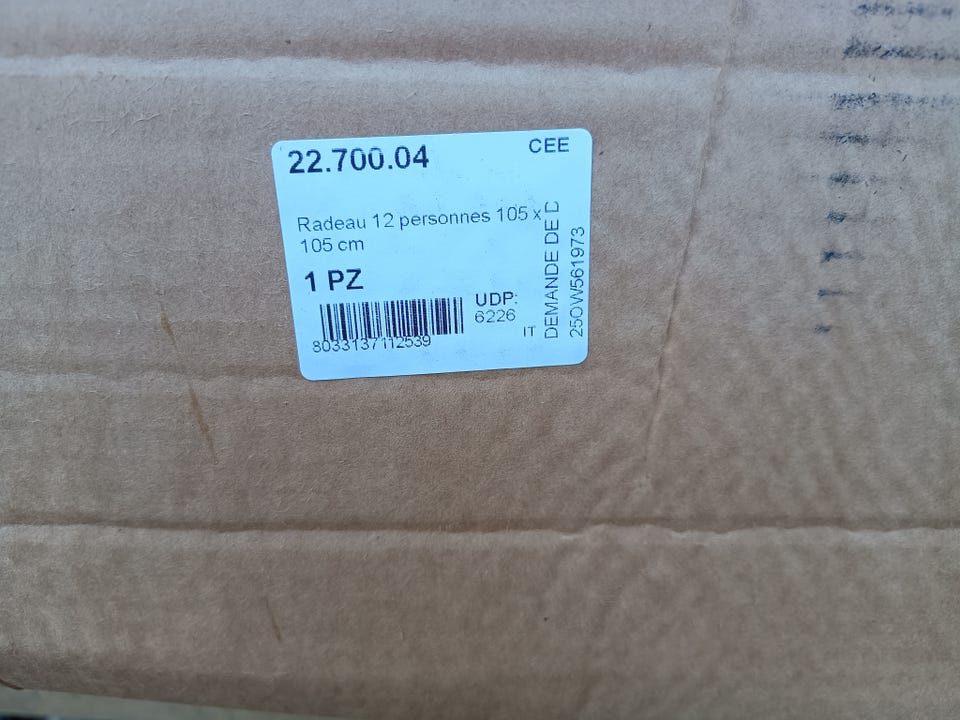 22.700.04
CEE
Radeau 12 personnes 105 x
105 cm
1 PZ
UDP:
6226
8033137112539
IT
DEMANDE DE D
25OW561973